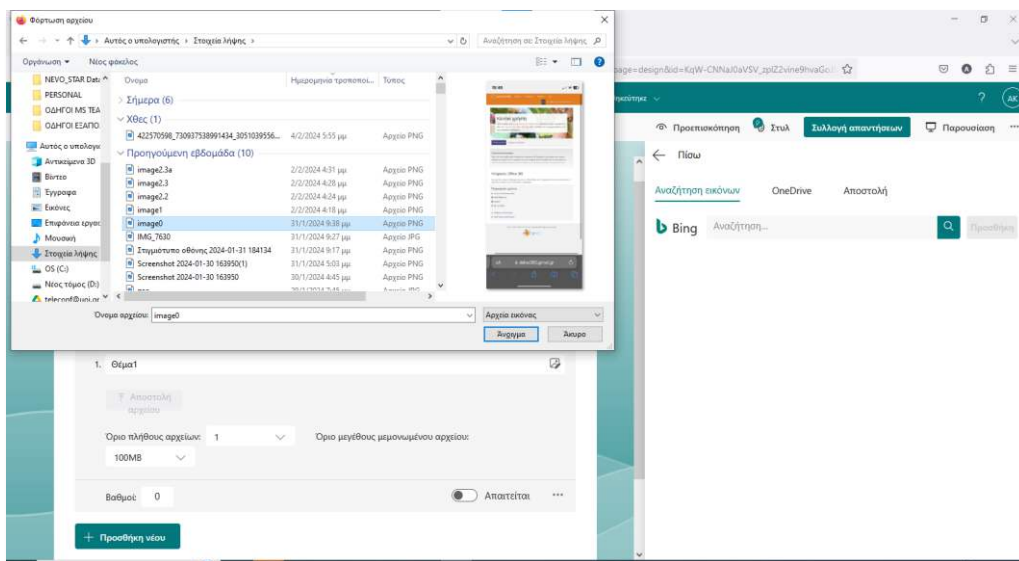 Φόρτωση αρχείου
Αυτός ο υπολογιστής › Στοιχεία λήψης ›
Αναζήτηση σε: Στοιχεία λήψης
Οργάνωση
Νέος φάκελος
NEVO_STAR Data
PERSONAL
ΟΔΗΓΟΙ MS TEA
ΟΔΗΓΟΙ ΕΞΑΠΟ
Αυτός ο υπολογι
Αντικείμενα 3D
Βίντεο
Έγγραφα
Εικόνες
Επιφάνεια εργασ
Μουσική
Στοιχεία λήψης
OS (C:)
Νέος τόμος (D:)
teleconf@uoi.gr
Όνομα Ημερομηνία τροποποί... Τύπος
Σήμερα (6)
Χθες (1)
422570598_730937538991434_3051039556... 4/2/2024 5:55 μμ Αρχείο PNG
Προηγούμενη εβδομάδα (10)
image2.3a 2/2/2024 4:31 μμ Αρχείο PNG
image2.3 2/2/2024 4:28 μμ Αρχείο PNG
image2.2 2/2/2024 4:24 μμ Αρχείο PNG
image1 2/2/2024 4:18 μμ Αρχείο PNG
image0 31/1/2024 9:38 μμ Αρχείο PNG
IMG_7630 31/1/2024 9:27 μμ Αρχείο JPG
Στιγμιότυπο οθόνης 2024-01-31 184134 31/1/2024 9:17 μμ Αρχείο PNG
Screenshot 2024-01-30 163950(1) 31/1/2024 5:03 μμ Αρχείο PNG
Screenshot 2024-01-30 163950 30/1/2024 4:45 μμ Αρχείο PNG
Όνομα αρχείου: image0
Αρχεία εικόνας
Άνοιγμα
Άκυρο
ΑΚ
Προεπισκόπηση
Στυλ
Συλλογή απαντήσεων
Παρουσίαση
Πίσω
Αναζήτηση εικόνων
OneDrive
Αποστολή
Bing
Αναζήτηση...
Προσθήκη
1. Θέμα1
Αποστολή
αρχείου
Όριο πλήθους αρχείων: 1
Όριο μεγέθους μεμονωμένου αρχείου:
100MB
Βαθμοί: 0
Απαιτείται
Προσθήκη νέου